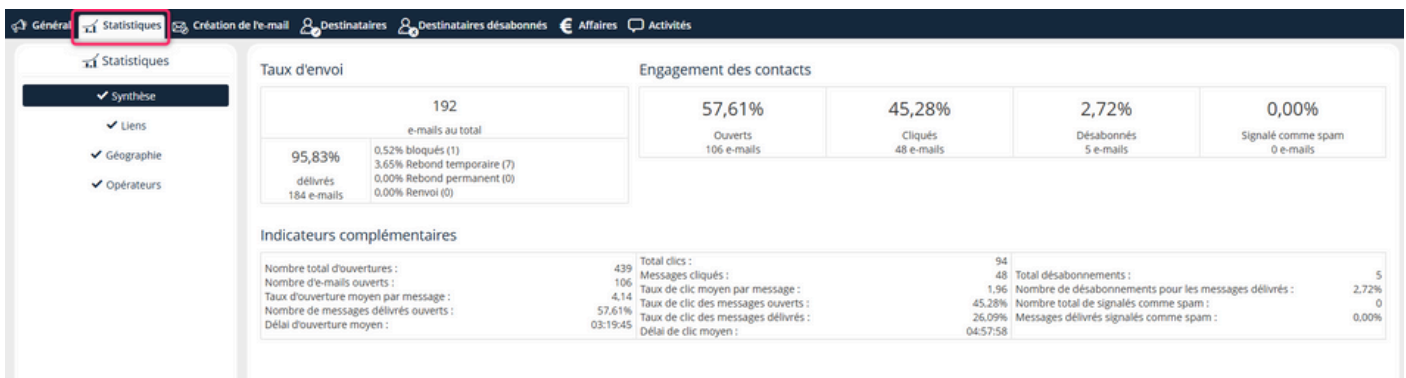 Général Statistiques Création de l'e-mail Destinataires Destinataires désabonnés Affaires Activités
Statistiques
Synthèse
Liens
Géographie
Opérateurs
Taux d'envoi
192
e-mails au total
95,83%
délivrés
184 e-mails
0,52% bloqués (1)
3,65% Rebond temporaire (7)
0,00% Rebond permanent (0)
0,00% Renvoi (0)
Engagement des contacts
57,61%
Ouverts
106 e-mails
45,28%
Cliqués
48 e-mails
2,72%
Désabonnés
5 e-mails
0,00%
Signalé comme spam
0 e-mails
Indicateurs complémentaires
Nombre total d'ouvertures : 439
Nombre d'e-mails ouverts : 106
Taux d'ouverture moyen par message : 4,14
Nombre de messages délivrés ouverts : 57,61%
Délai d'ouverture moyen : 03:19:45
Total clics : 94
Messages cliqués : 48
Taux de clic moyen par message : 1,96
Taux de clic des messages ouverts : 45,28%
Taux de clic des messages délivrés : 26,09%
Délai de clic moyen : 04:57:58
Total désabonnements : 5
Nombre de désabonnements pour les messages délivrés : 2,72%
Nombre total de signalés comme spam : 0
Messages délivrés signalés comme spam : 0,00%